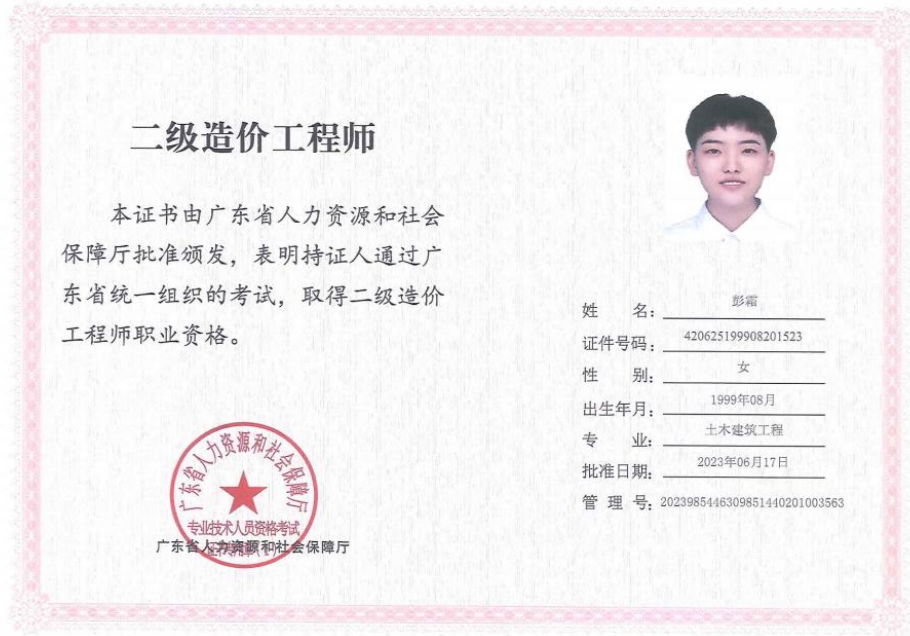 二级造价工程师
本证书由广东省人力资源和社会
保障厅批准颁发，表明持证人通过广
东省统一组织的考试，取得二级造价
工程师职业资格。
广东省人力资源和社会保障厅
专业技术人员资格考试
广东省人力资源和社会保障厅
姓 名：彭霜
证件号码：420625199908201523
性 别：女
出生年月：1999年08月
专 业：土木建筑工程
批准日期：2023年06月17日
管 理 号：2023985446309851440201003563